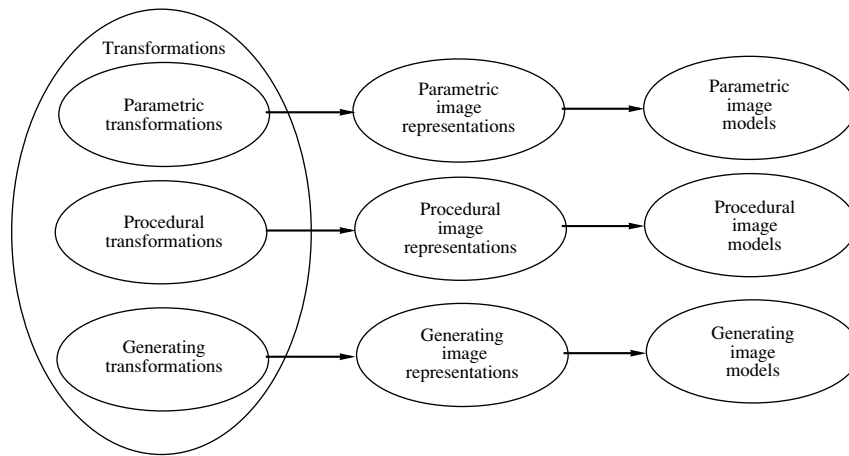 Transformations
Parametric
transformations
Parametric
image
representations
Parametric
image
models
Procedural
transformations
Procedural
image
representations
Procedural
image
models
Generating
transformations
Generating
image
representations
Generating
image
models